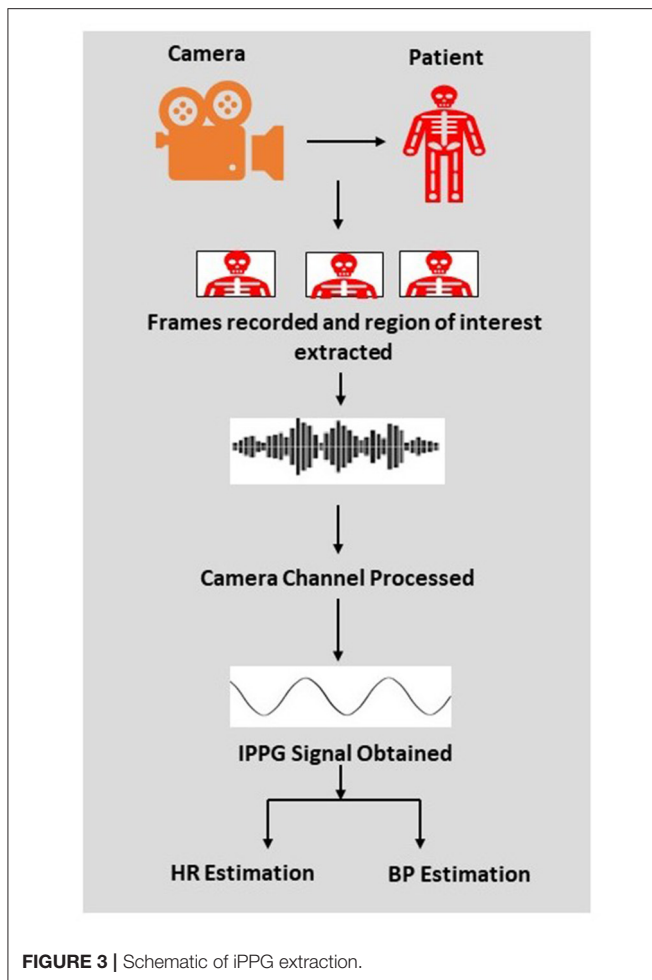 Camera
Patient
Frames recorded and region of interest
extracted
Camera Channel Processed
IPPG Signal Obtained
HR Estimation
BP Estimation
FIGURE 3 | Schematic of iPPG extraction.